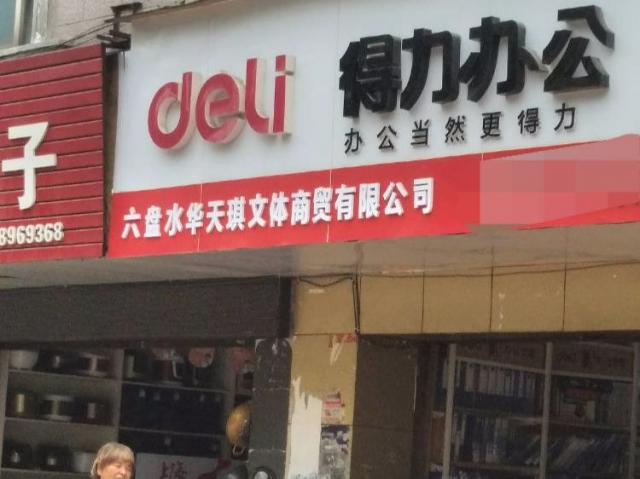 deli 得力办公
办公当然更得力
六盘水华天琪文体商贸有限公司
子
8969368